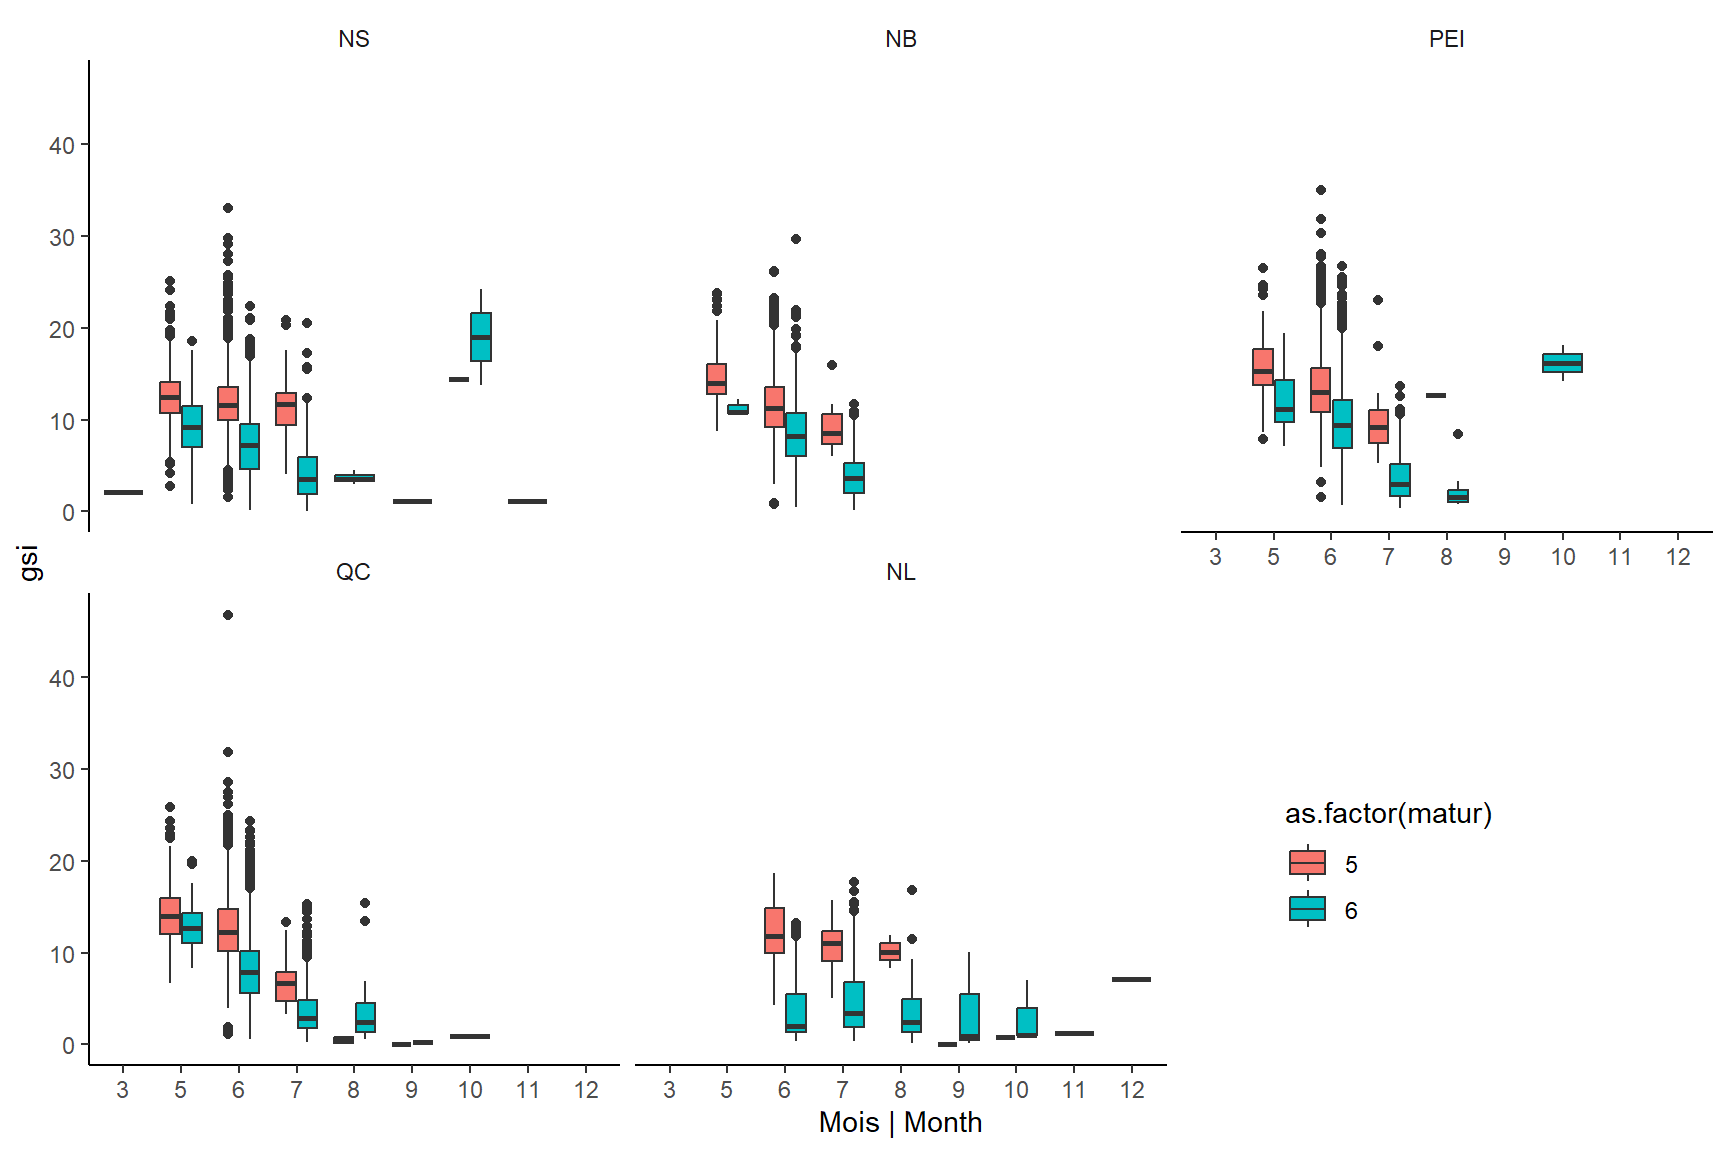 NS NB PEI
40
30
20
10
0
3 5 6 7 8 9 10 11 12
gsi
QC NL
40
30
20
10
0
as.factor(matur)
5
6
3 5 6 7 8 9 10 11 12 3 5 6 7 8 9 10 11 12
Mois | Month